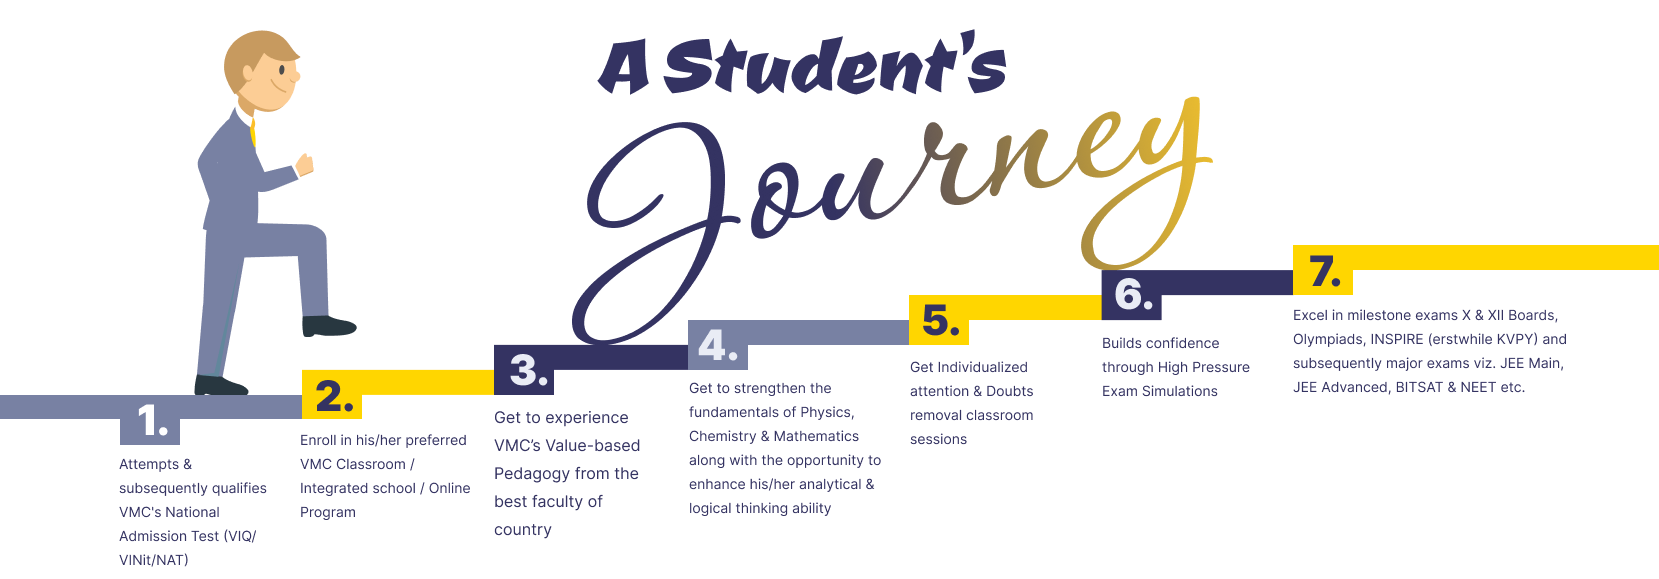 A Student's
Journey
1.
Attempts &
subsequently qualifies
VMC's National
Admission Test (VIQ/
VINit/NAT)
2.
Enroll in his/her preferred
VMC Classroom /
Integrated school / Online
Program
3.
Get to experience
VMC’s Value-based
Pedagogy from the
best faculty of
country
4.
Get to strengthen the
fundamentals of Physics,
Chemistry & Mathematics
along with the opportunity to
enhance his/her analytical &
logical thinking ability
5.
Get Individualized
attention & Doubts
removal classroom
sessions
6.
Builds confidence
through High Pressure
Exam Simulations
7.
Excel in milestone exams X & XII Boards,
Olympiads, INSPIRE (erstwhile KVPY) and
subsequently major exams viz. JEE Main,
JEE Advanced, BITSAT & NEET etc.